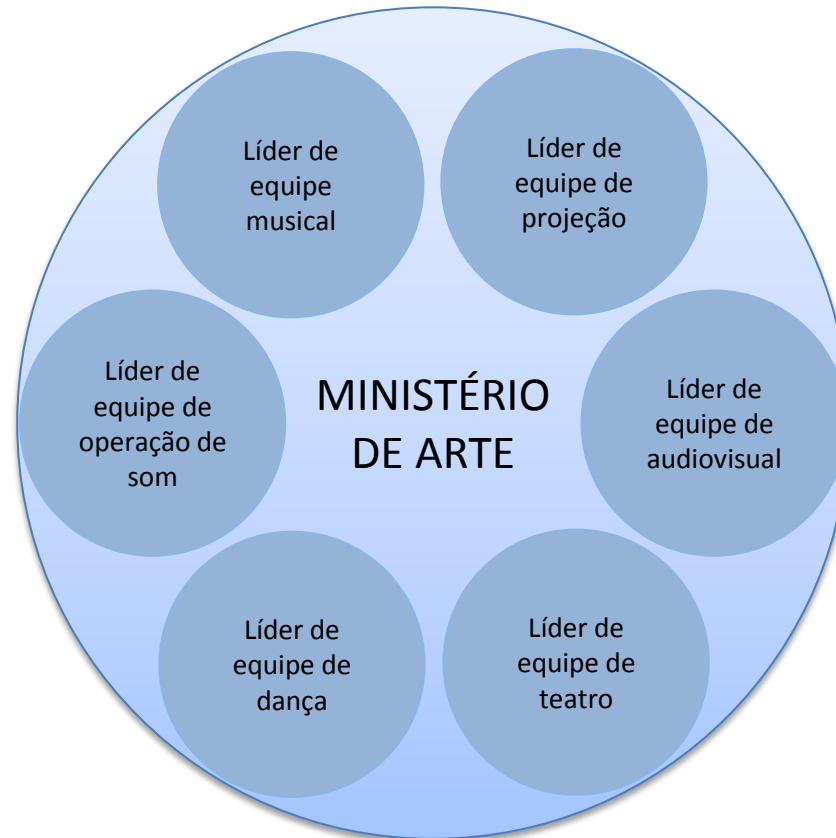 Líder de
equipe
musical
Líder de
equipe de
projeção
Líder de
equipe de
operação de
som
MINISTÉRIO
DE ARTE
Líder de
equipe de
audiovisual
Líder de
equipe de
dança
Líder de
equipe de
teatro